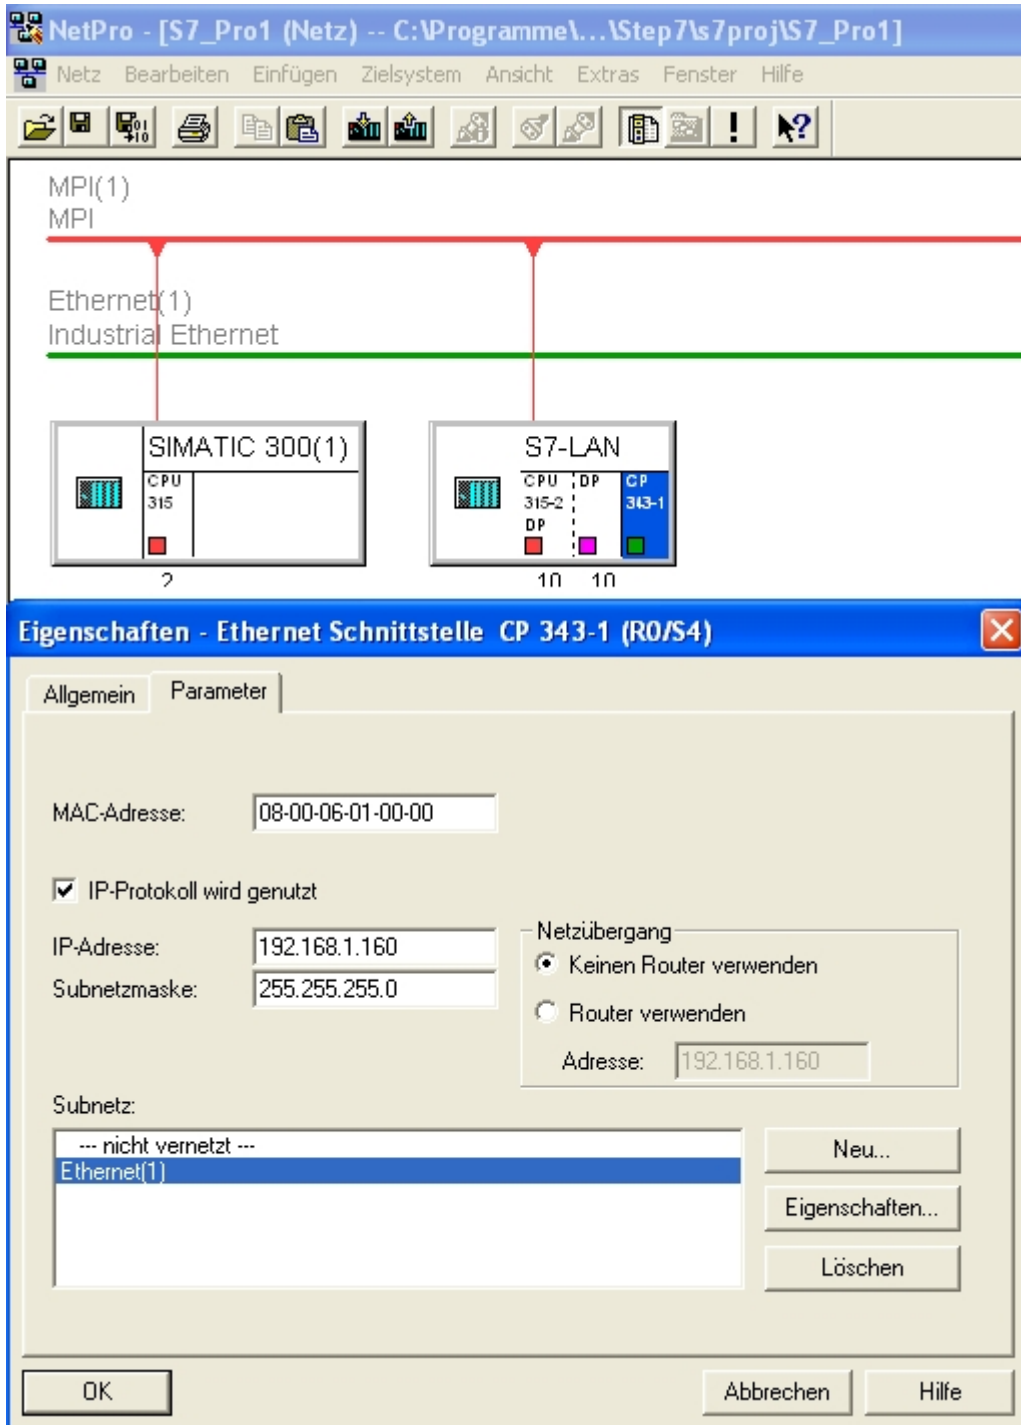 NetPro - [S7_Pro1 (Netz) -- C:\Programme\...\Step7\s7proj\S7_Pro1]
Netz Bearbeiten Einfügen Zielsystem Ansicht Extras Fenster Hilfe
MPI(1)
MPI
Ethernet(1)
Industrial Ethernet
SIMATIC 300(1)
CPU
315
2
S7-LAN
CPU DP CP
315-2 343-1
DP
10 10
Eigenschaften - Ethernet Schnittstelle CP 343-1 (R0/S4)
Allgemein Parameter
MAC-Adresse: 08-00-06-01-00-00
IP-Protokoll wird genutzt
IP-Adresse: 192.168.1.160
Subnetzmaske: 255.255.255.0
Netzübergang
Keinen Router verwenden
Router verwenden
Adresse: 192.168.1.160
Subnetz:
--- nicht vernetzt ---
Ethernet(1)
Neu...
Eigenschaften...
Löschen
OK Abbrechen Hilfe